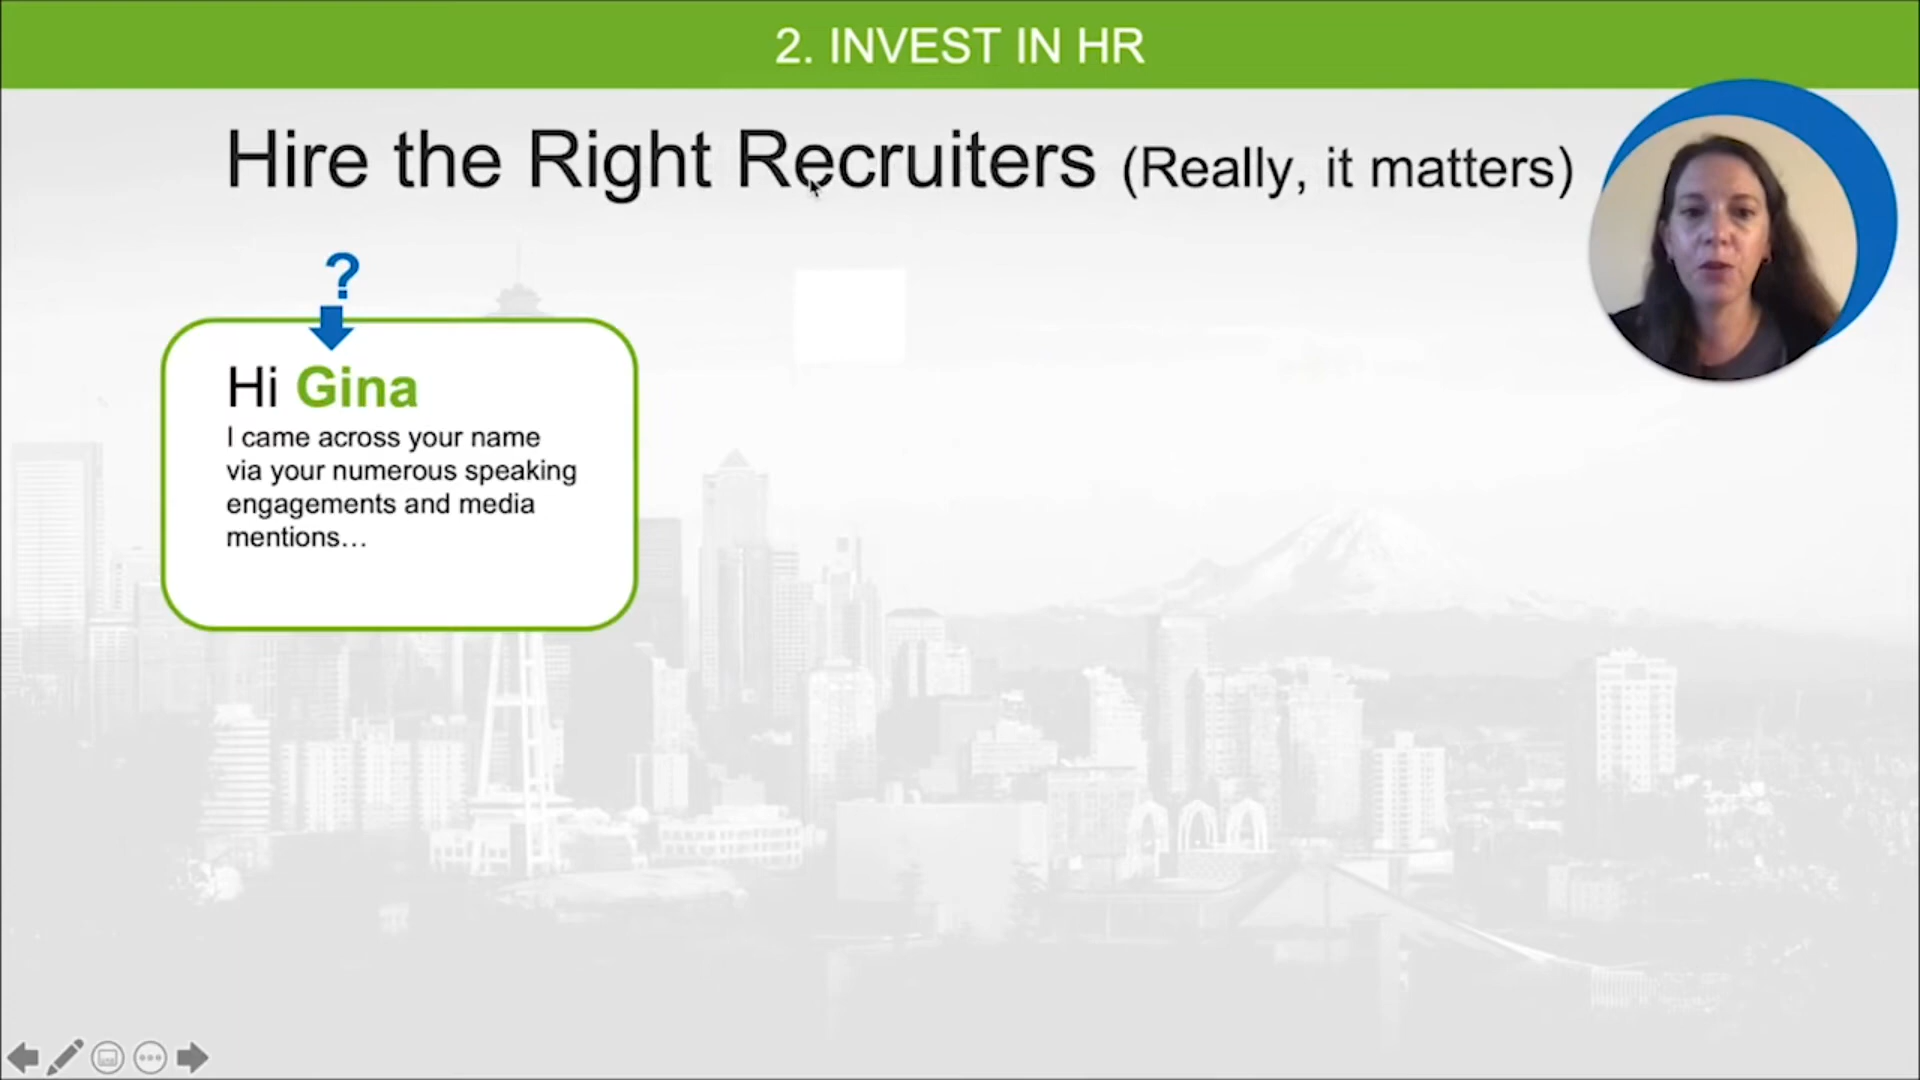 2. INVEST IN HR
Hire the Right Recruiters (Really, it matters)
?
Hi Gina
I came across your name
via your numerous speaking
engagements and media
mentions…